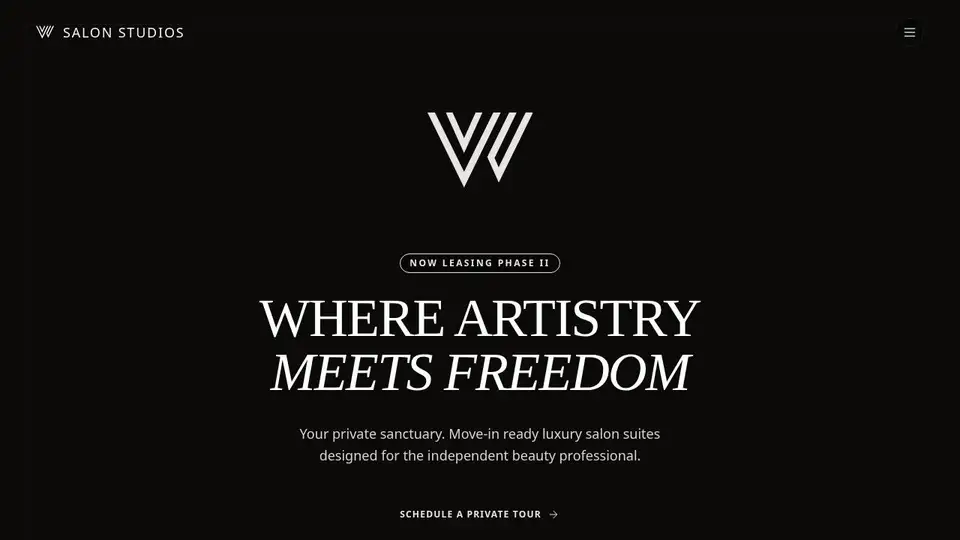 SALON STUDIOS
NOW LEASING PHASE II
WHERE ARTISTRY
MEETS FREEDOM
Your private sanctuary. Move-in ready luxury salon suites
designed for the independent beauty professional.
SCHEDULE A PRIVATE TOUR